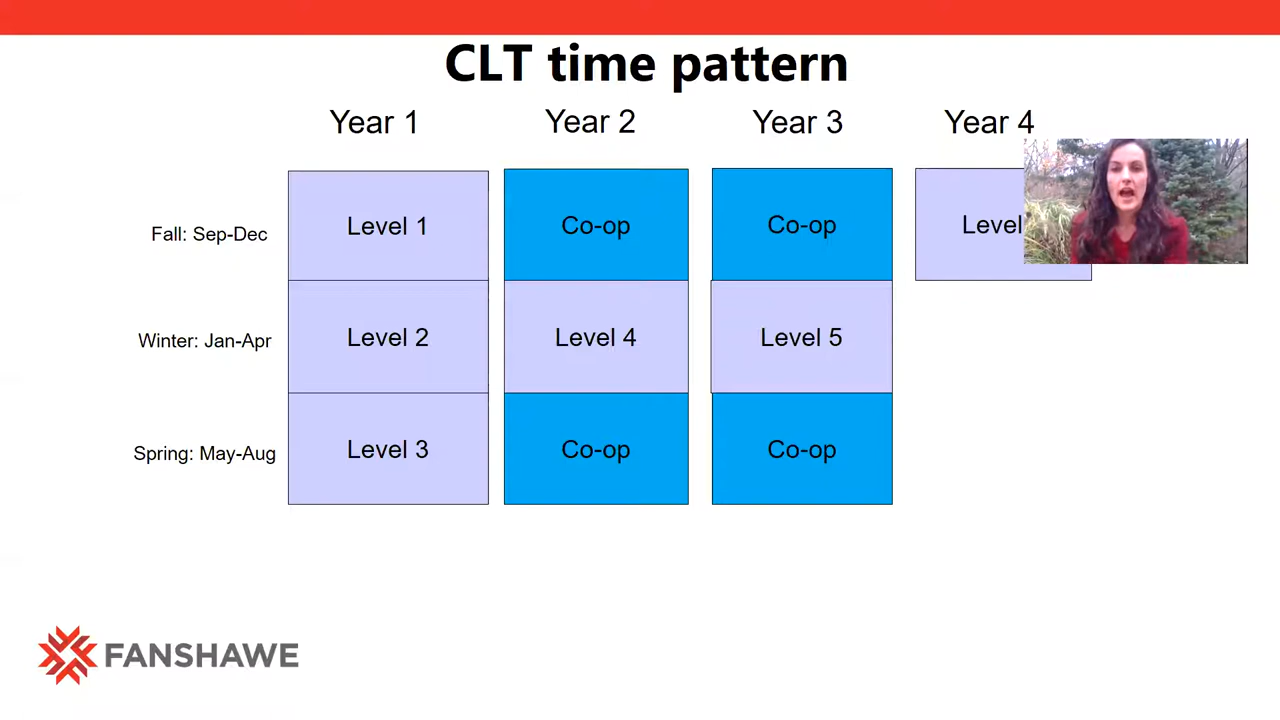 CLT time pattern
Year 1 Year 2 Year 3 Year 4
Fall: Sep-Dec Level 1 Co-op Co-op Level
Winter: Jan-Apr Level 2 Level 4 Level 5
Spring: May-Aug Level 3 Co-op Co-op
FANSHAWE